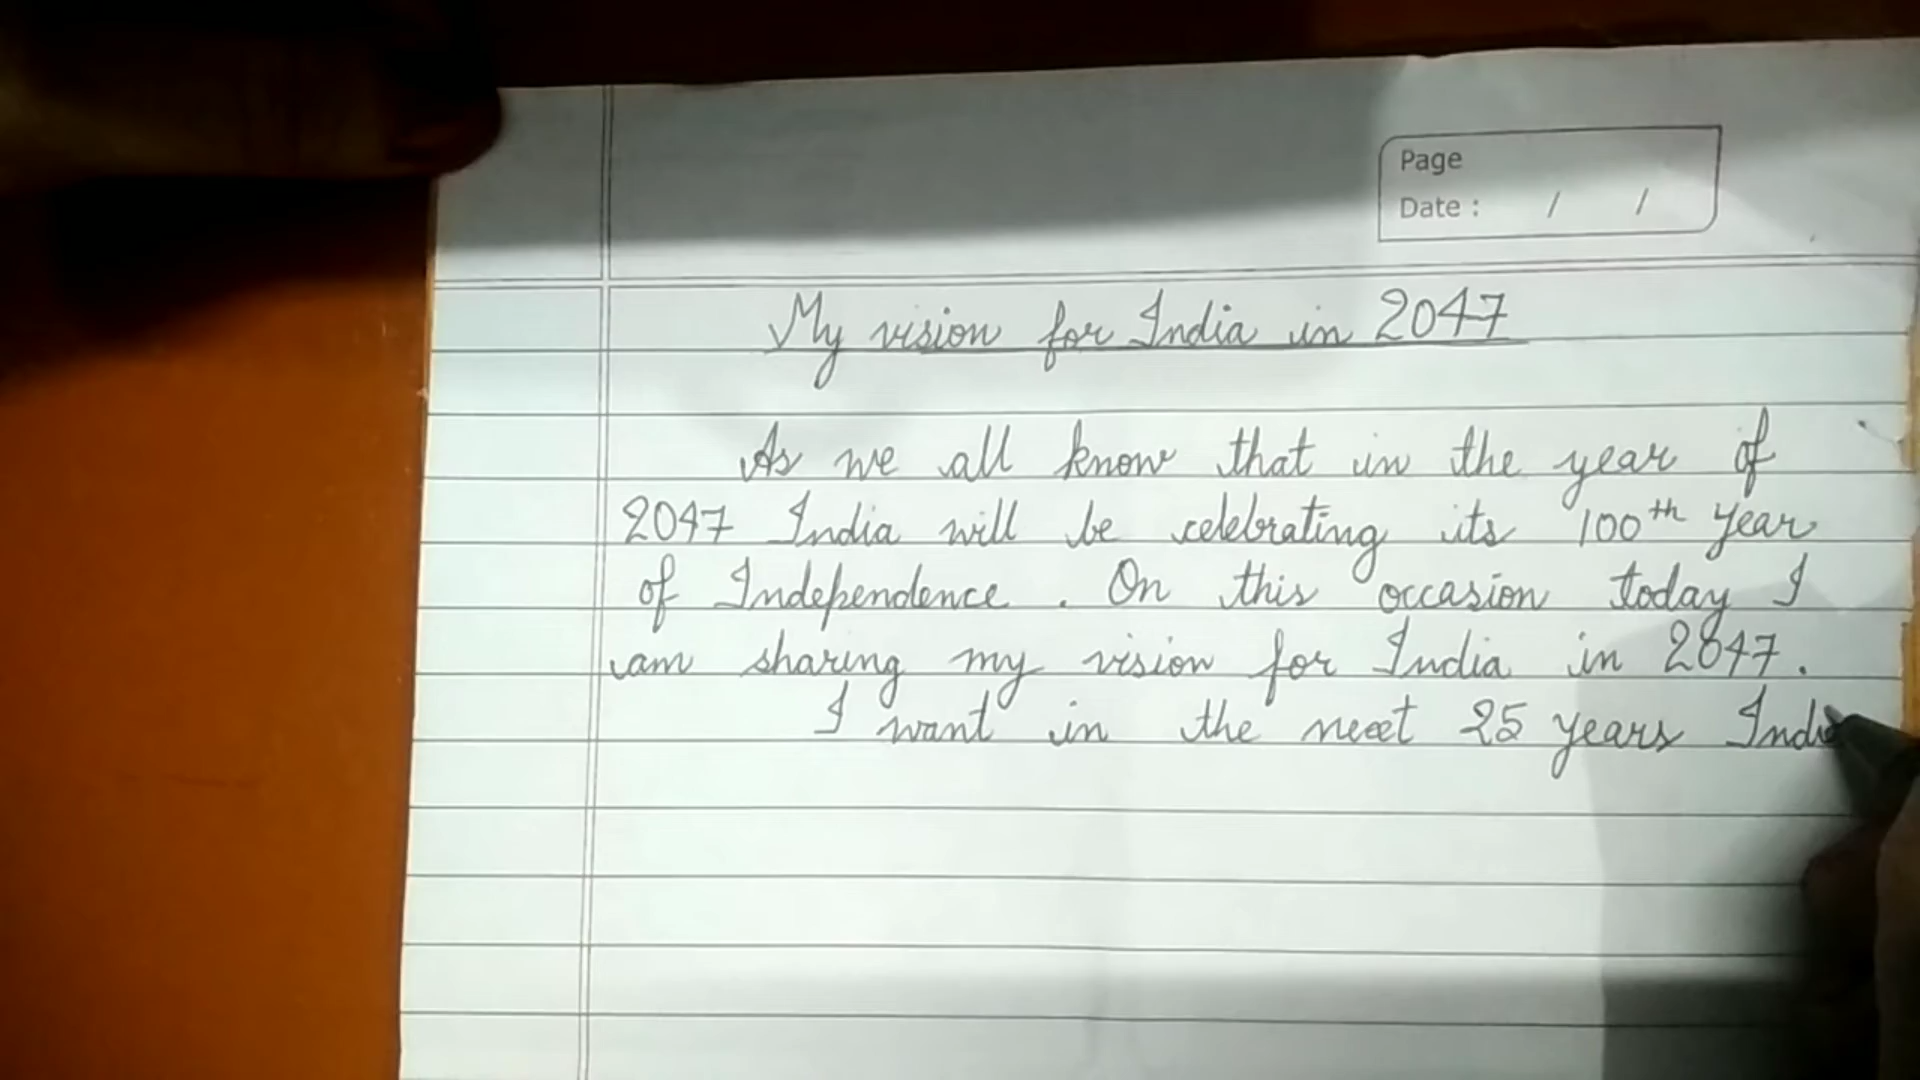 Page
Date : / /
My vision for India in 2047
As we all know that in the year of
2047 India will be celebrating its 100th year
of Independence. On this occasion today I
am sharing my vision for India in 2047.
I want in the next 25 years India